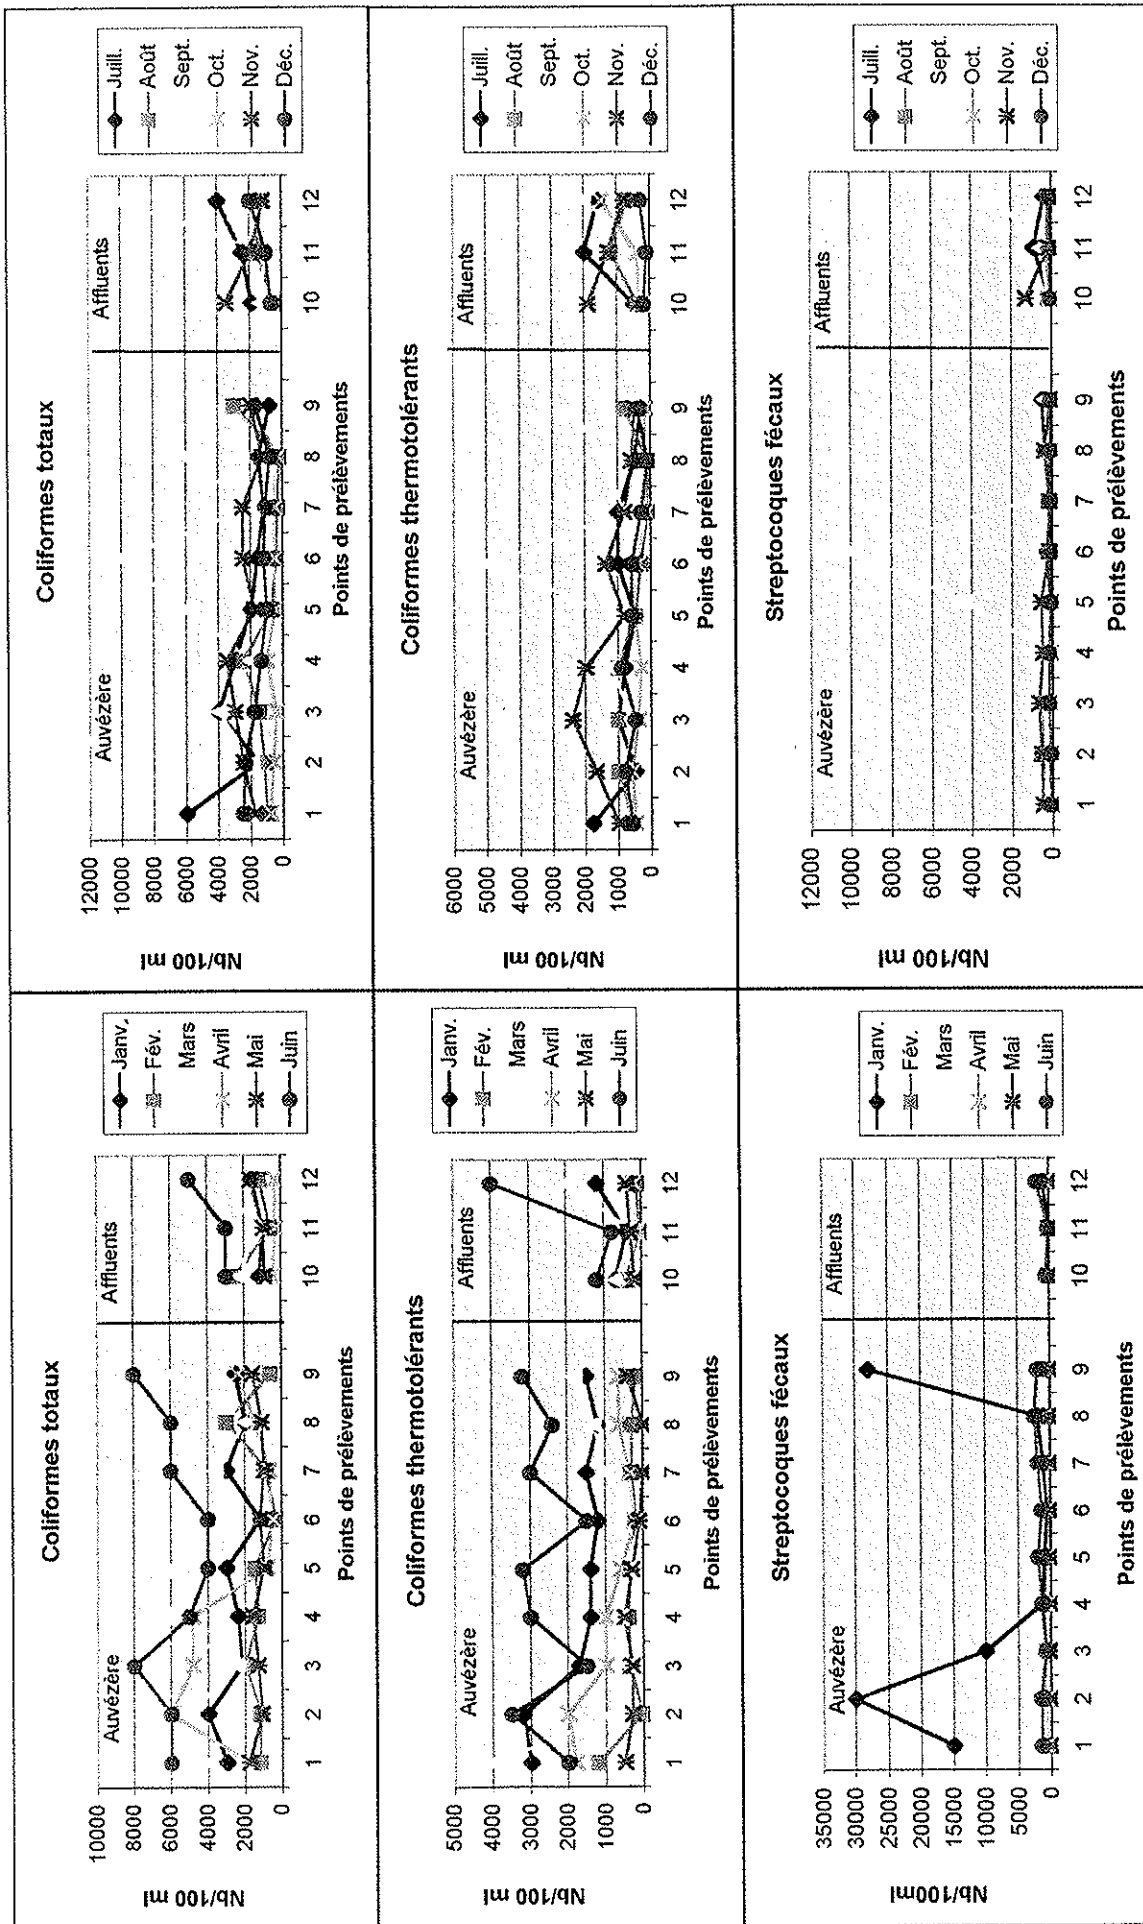 Coliformes totaux
Nb/100 ml
10000
8000
6000
4000
2000
0
Auvézère
Affluents
1 2 3 4 5 6 7 8 9 10 11 12
Points de prélèvements
Janv.
Fév.
Mars
Avril
Mai
Juin
Coliformes totaux
Nb/100 ml
12000
10000
8000
6000
4000
2000
0
Auvézère
Affluents
1 2 3 4 5 6 7 8 9 10 11 12
Points de prélèvements
Juill.
Août
Sept.
Oct.
Nov.
Déc.
Coliformes thermotolérants
Nb/100 ml
5000
4000
3000
2000
1000
0
Auvézère
Affluents
1 2 3 4 5 6 7 8 9 10 11 12
Points de prélèvements
Janv.
Fév.
Mars
Avril
Mai
Juin
Coliformes thermotolérants
Nb/100 ml
6000
5000
4000
3000
2000
1000
0
Auvézère
Affluents
1 2 3 4 5 6 7 8 9 10 11 12
Points de prélèvements
Juill.
Août
Sept.
Oct.
Nov.
Déc.
Streptocoques fécaux
Nb/100ml
35000
30000
25000
20000
15000
10000
5000
0
Auvézère
Affluents
1 2 3 4 5 6 7 8 9 10 11 12
Points de prélèvements
Janv.
Fév.
Mars
Avril
Mai
Juin
Streptocoques fécaux
Nb/100 ml
12000
10000
8000
6000
4000
2000
0
Auvézère
Affluents
1 2 3 4 5 6 7 8 9 10 11 12
Points de prélèvements
Juill.
Août
Sept.
Oct.
Nov.
Déc.